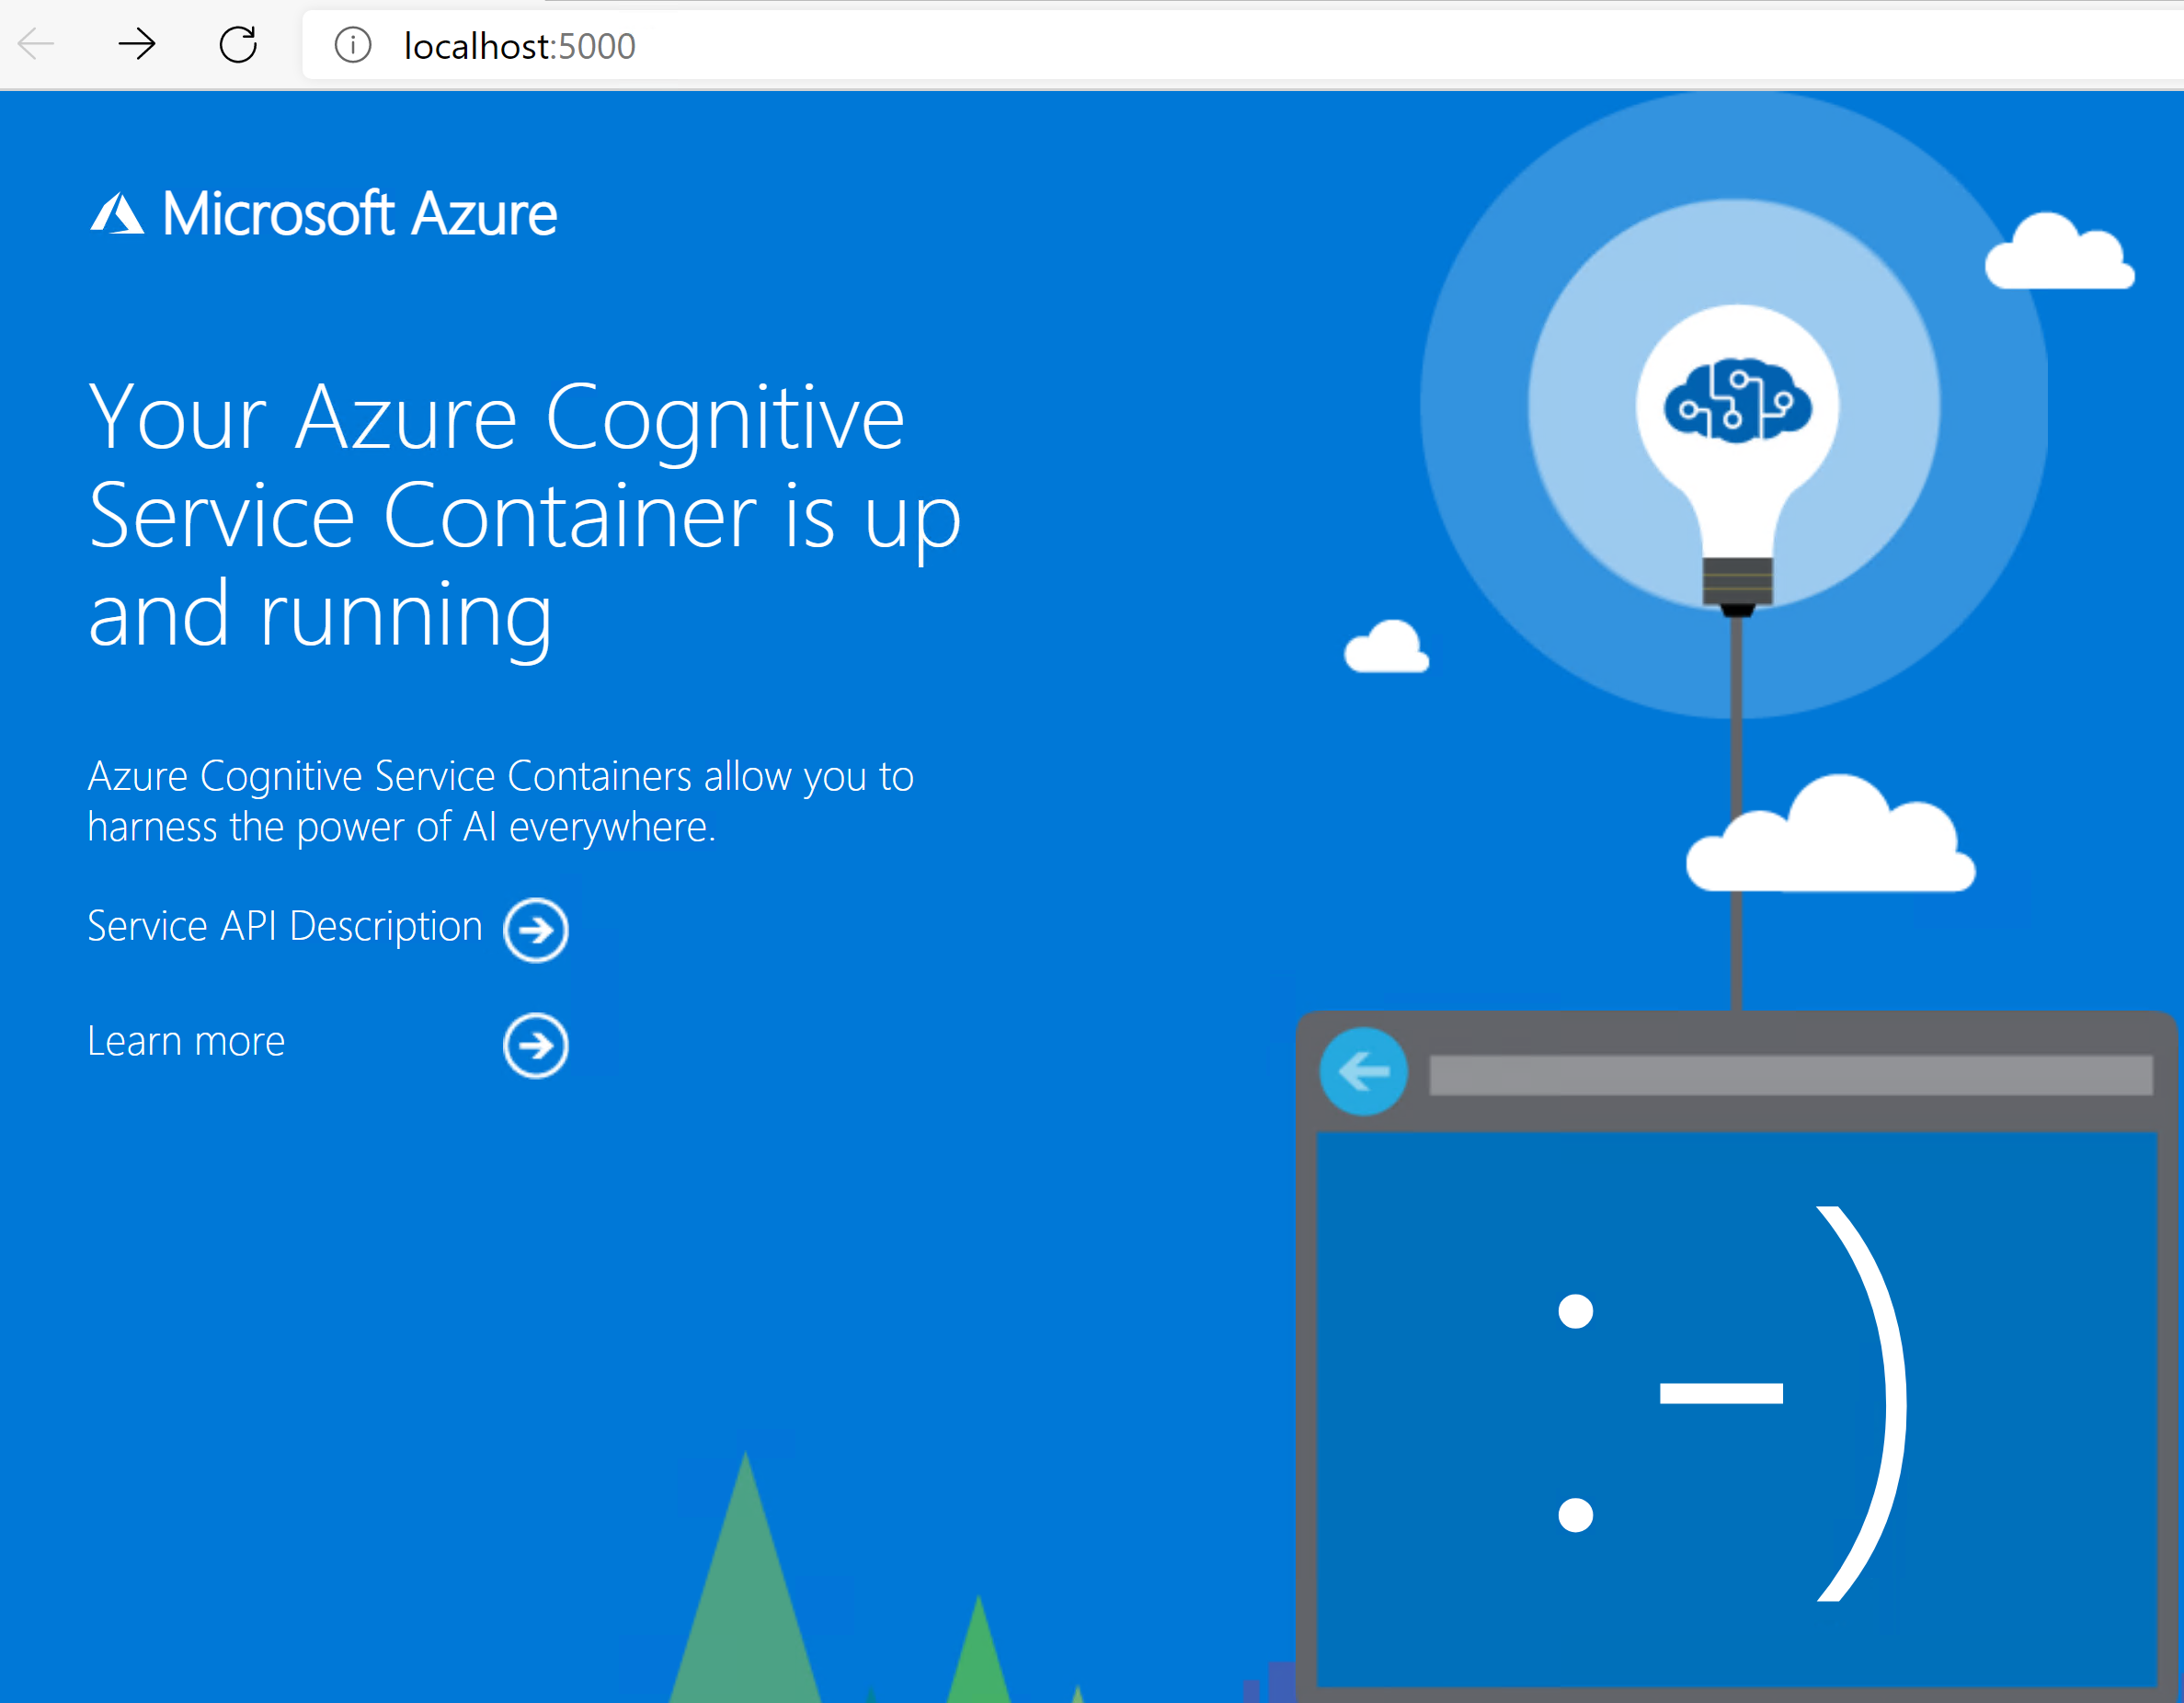 localhost:5000
Microsoft Azure
Your Azure Cognitive
Service Container is up
and running
Azure Cognitive Service Containers allow you to
harness the power of AI everywhere.
Service API Description
Learn more
:-)